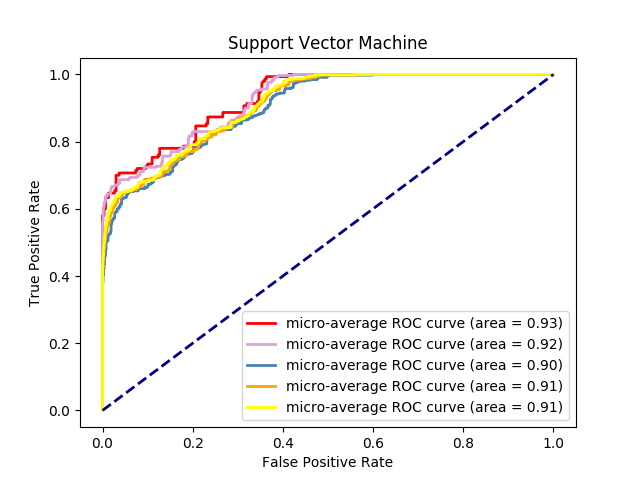 Support Vector Machine
True Positive Rate
1.0
0.8
0.6
0.4
0.2
0.0
micro-average ROC curve (area = 0.93)
micro-average ROC curve (area = 0.92)
micro-average ROC curve (area = 0.90)
micro-average ROC curve (area = 0.91)
micro-average ROC curve (area = 0.91)
0.0 0.2 0.4 0.6 0.8 1.0
False Positive Rate